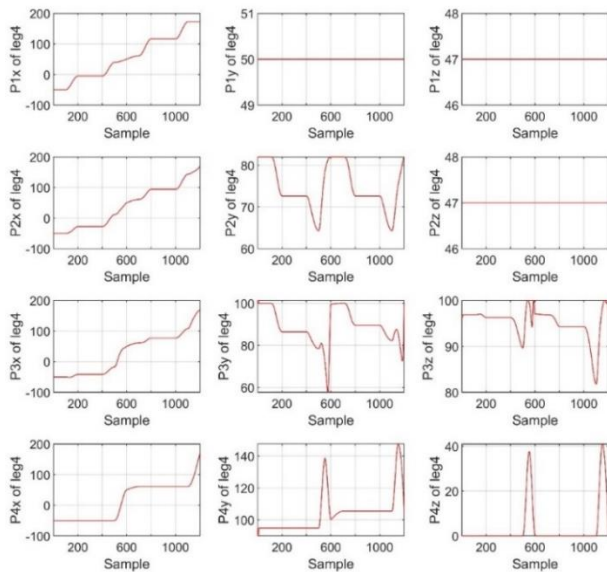 200
100
0
-100
P1x of leg4
200 600 1000
Sample
51
50
49
P1y of leg4
200 600 1000
Sample
48
47
46
P1z of leg4
200 600 1000
Sample
200
100
0
-100
P2x of leg4
200 600 1000
Sample
80
70
60
P2y of leg4
200 600 1000
Sample
48
47
46
P2z of leg4
200 600 1000
Sample
200
100
0
-100
P3x of leg4
200 600 1000
Sample
100
80
60
P3y of leg4
200 600 1000
Sample
100
90
80
P3z of leg4
200 600 1000
Sample
200
100
0
-100
P4x of leg4
200 600 1000
Sample
140
120
100
P4y of leg4
200 600 1000
Sample
40
20
0
P4z of leg4
200 600 1000
Sample